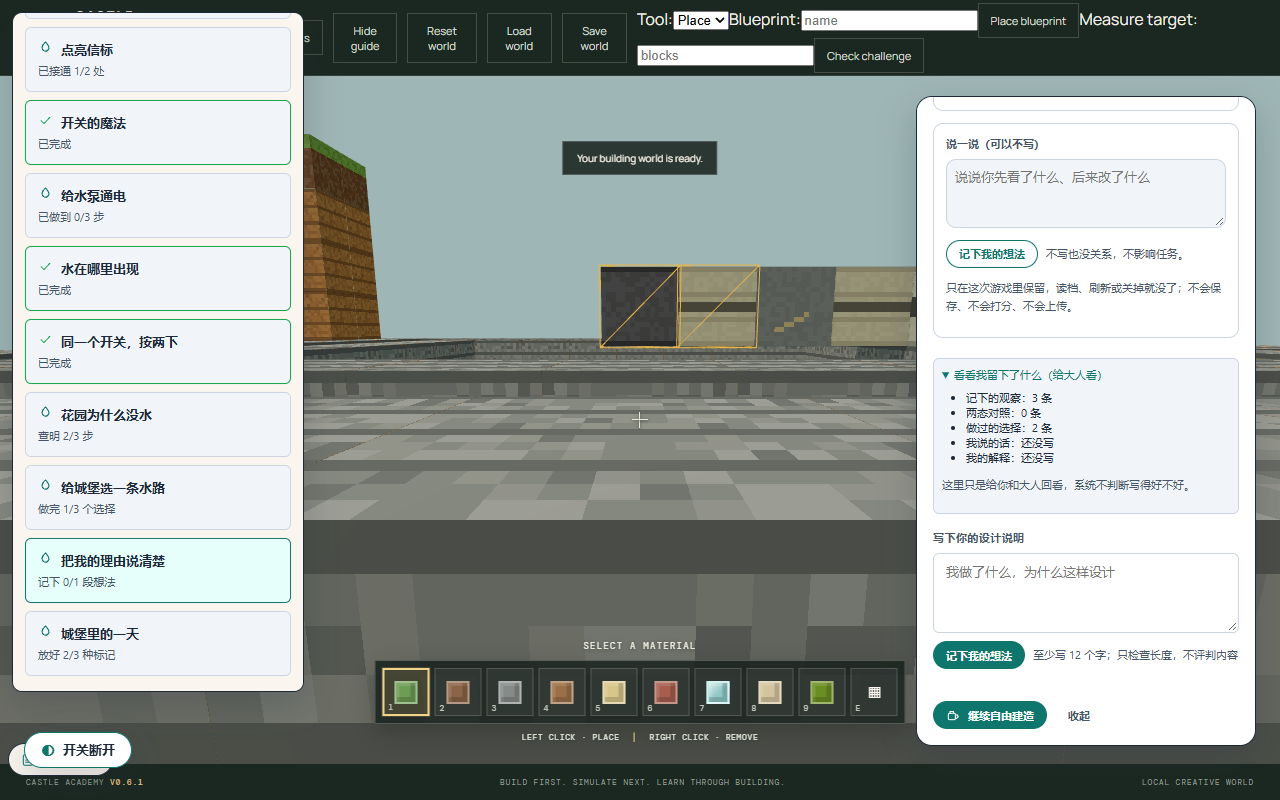 点亮信标
已接通 1/2 处
开关的魔法
已完成
给水泵通电
已做到 0/3 步
水在哪里出现
已完成
同一个开关，按两下
已完成
花园为什么没水
查明 2/3 步
给城堡选一条水路
做完 1/3 个选择
把我的理由说清楚
记下 0/1 段想法
城堡里的一天
放好 2/3 种标记
开关断开
Hide
guide
Reset
world
Load
world
Save
world
Tool: Place Blueprint: name Place blueprint Measure target:
blocks Check challenge
Your building world is ready.
说一说（可以不写）
说说你先看了什么、后来改了什么
记下我的想法 不写也没关系，不影响任务。
只在这次游戏里保留，读档、刷新或关掉就没了；不会保
存、不会打分、不会上传。
▼ 看看我留下了什么（给大人看）
• 记下的观察：3 条
• 两态对照：0 条
• 做过的选择：2 条
• 我说的话：还没写
• 我的解释：还没写
这里只是给你和大人回看，系统不判断写得好不好。
写下你的设计说明
我做了什么，为什么这样设计
记下我的想法 至少写 12 个字；只检查长度，不评判内容
继续自由建造 收起
SELECT A MATERIAL
1 2 3 4 5 6 7 8 9 E
LEFT CLICK · PLACE | RIGHT CLICK · REMOVE
CASTLE ACADEMY V0.6.1
BUILD FIRST. SIMULATE NEXT. LEARN THROUGH BUILDING.
LOCAL CREATIVE WORLD